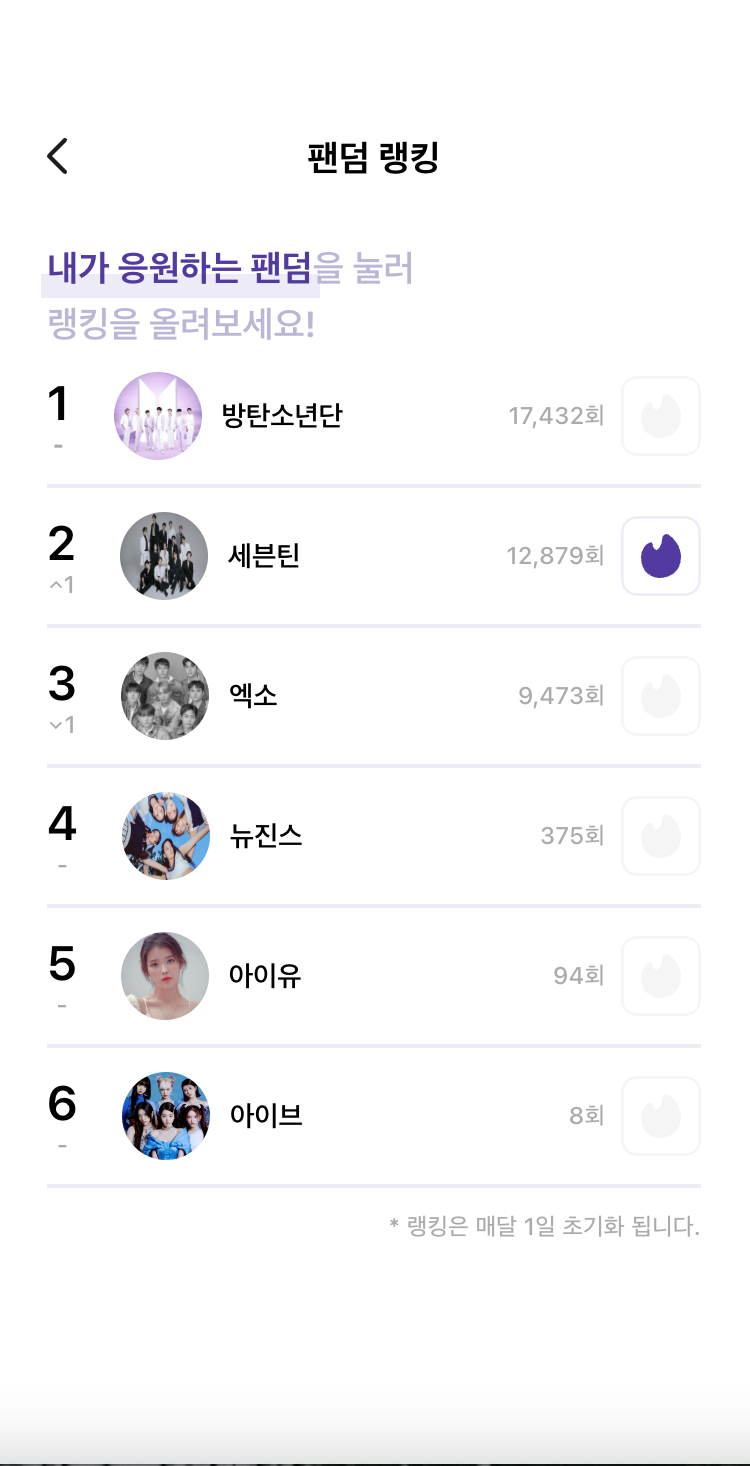 팬덤 랭킹
내가 응원하는 팬덤을 눌러
랭킹을 올려보세요!
1 방탄소년단 17,432회
-
2 세븐틴 12,879회
^1
3 엑소 9,473회
⌄1
4 뉴진스 375회
-
5 아이유 94회
-
6 아이브 8회
-
* 랭킹은 매달 1일 초기화 됩니다.